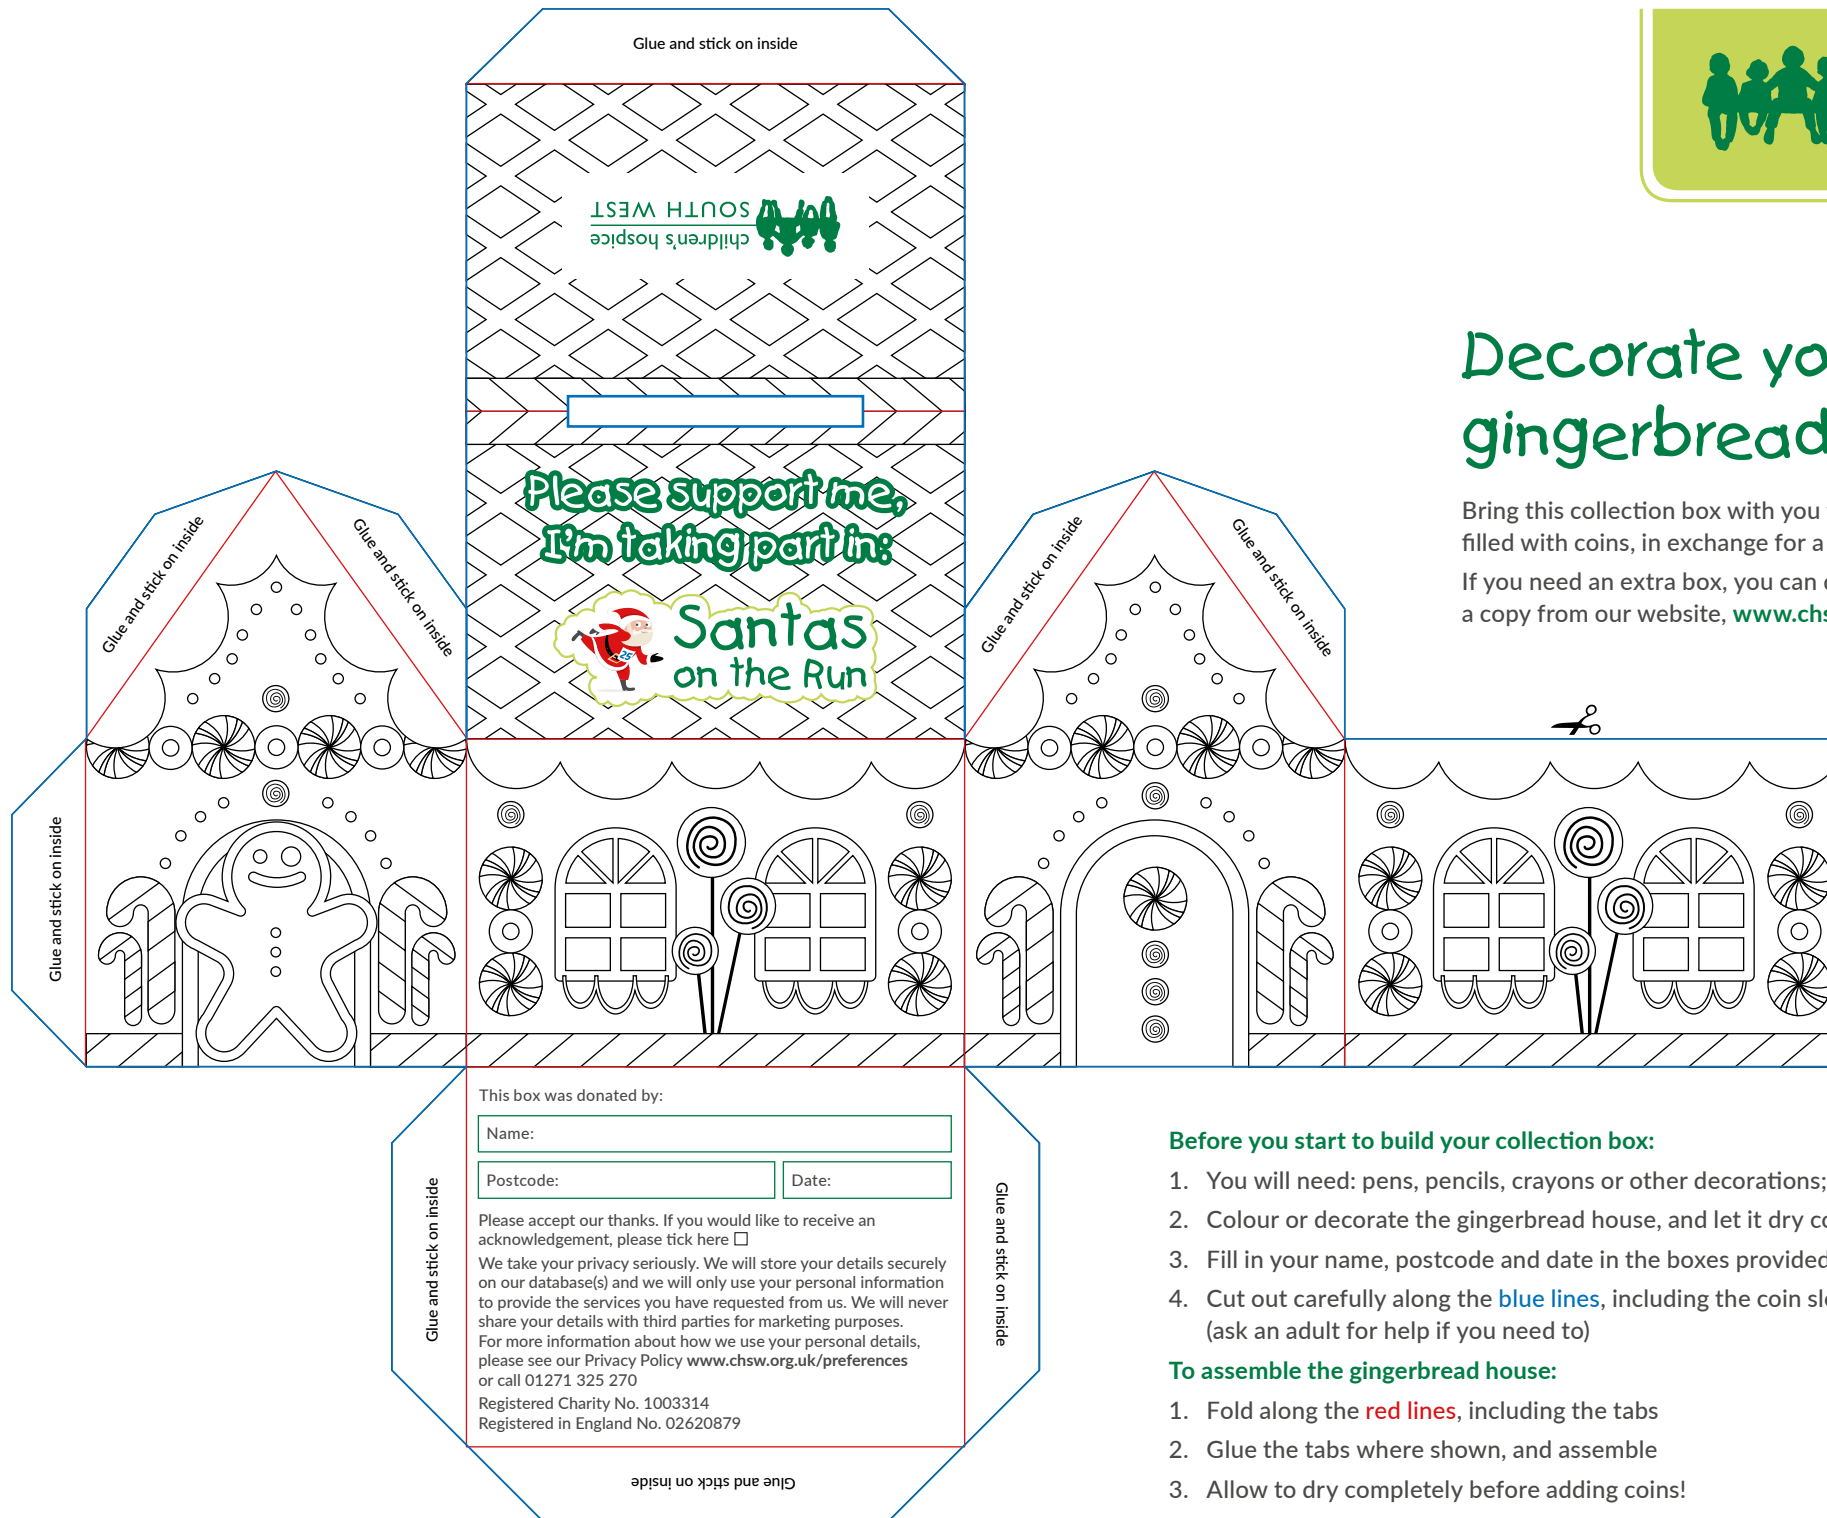 Glue and stick on inside
children's hospice
SOUTH WEST
Please support me,
I'm taking part in:
Santas
on the Run
25
Glue and stick on inside
Glue and stick on inside
Glue and stick on inside
Glue and stick on inside
Glue and stick on inside
Decorate yo
gingerbread
Bring this collection box with you
filled with coins, in exchange for a
If you need an extra box, you can
a copy from our website, www.chs
This box was donated by:
Name:
Postcode:
Date:
Please accept our thanks. If you would like to receive an
acknowledgement, please tick here
We take your privacy seriously. We will store your details securely
on our database(s) and we will only use your personal information
to provide the services you have requested from us. We will never
share your details with third parties for marketing purposes.
For more information about how we use your personal details,
please see our Privacy Policy www.chsw.org.uk/preferences
or call 01271 325 270
Registered Charity No. 1003314
Registered in England No. 02620879
Glue and stick on inside
Glue and stick on inside
Glue and stick on inside
Before you start to build your collection box:
1. You will need: pens, pencils, crayons or other decorations;
2. Colour or decorate the gingerbread house, and let it dry co
3. Fill in your name, postcode and date in the boxes provided
4. Cut out carefully along the blue lines, including the coin slo
(ask an adult for help if you need to)
To assemble the gingerbread house:
1. Fold along the red lines, including the tabs
2. Glue the tabs where shown, and assemble
3. Allow to dry completely before adding coins!